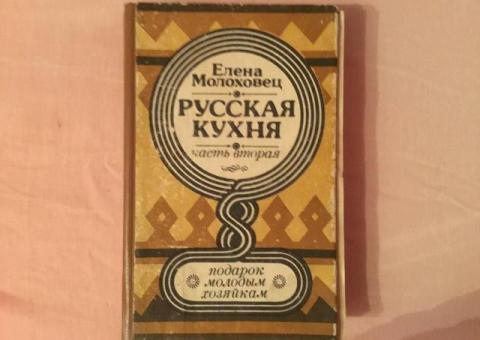 Елена
Молоховец
РУССКАЯ
КУХНЯ
часть вторая
подарок
молодым
хозяйкам